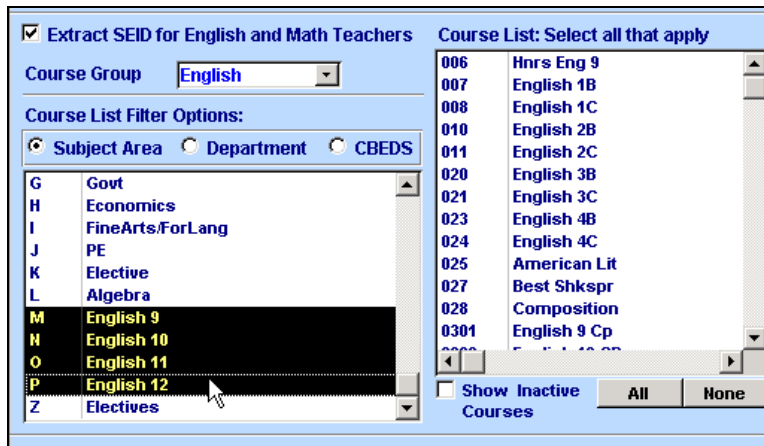 Extract SEID for English and Math Teachers
Course Group English
Course List Filter Options:
Subject Area Department CBEDS
G Govt
H Economics
I FineArts/ForLang
J PE
K Elective
L Algebra
M English 9
N English 10
O English 11
P English 12
Z Electives
Course List: Select all that apply
006 Hnrs Eng 9
007 English 1B
008 English 1C
010 English 2B
011 English 2C
020 English 3B
021 English 3C
023 English 4B
024 English 4C
025 American Lit
027 Best Shkspr
028 Composition
0301 English 9 Cp
Show Inactive Courses
All None